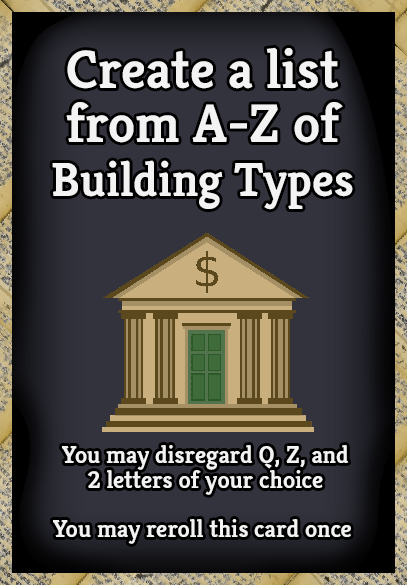 Create a list
from A-Z of
Building Types
$
You may disregard Q, Z, and
2 letters of your choice
You may reroll this card once